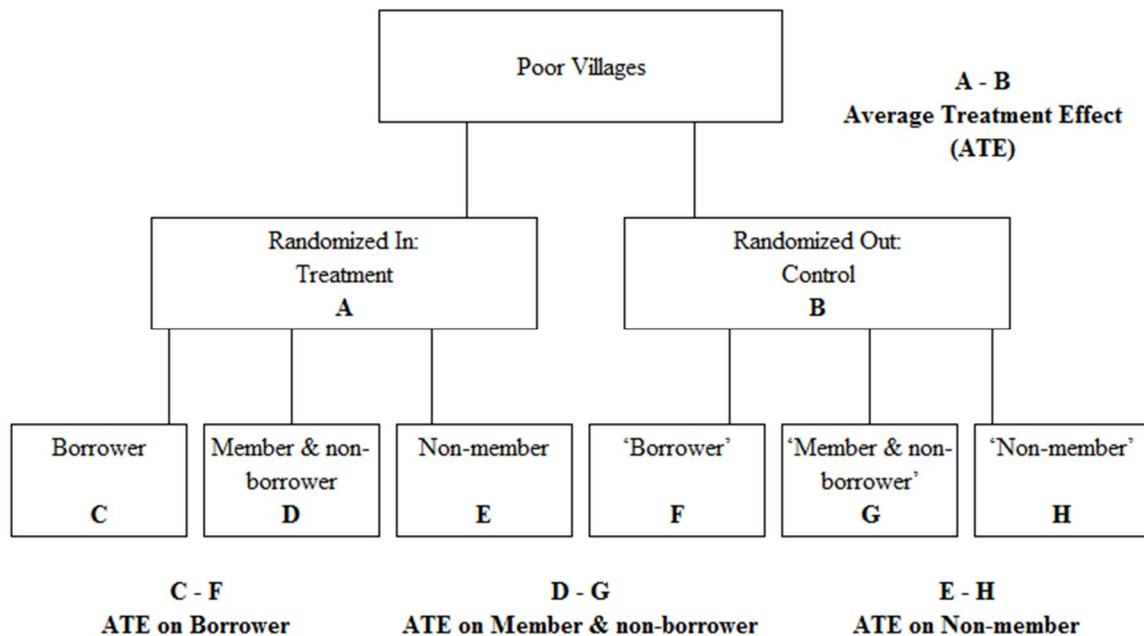 Poor Villages
A - B
Average Treatment Effect
(ATE)
Randomized In:
Treatment
A
Randomized Out:
Control
B
Borrower
C
Member & non-
borrower
D
Non-member
E
‘Borrower’
F
‘Member & non-
borrower’
G
‘Non-member’
H
C - F
ATE on Borrower
D - G
ATE on Member & non-borrower
E - H
ATE on Non-member